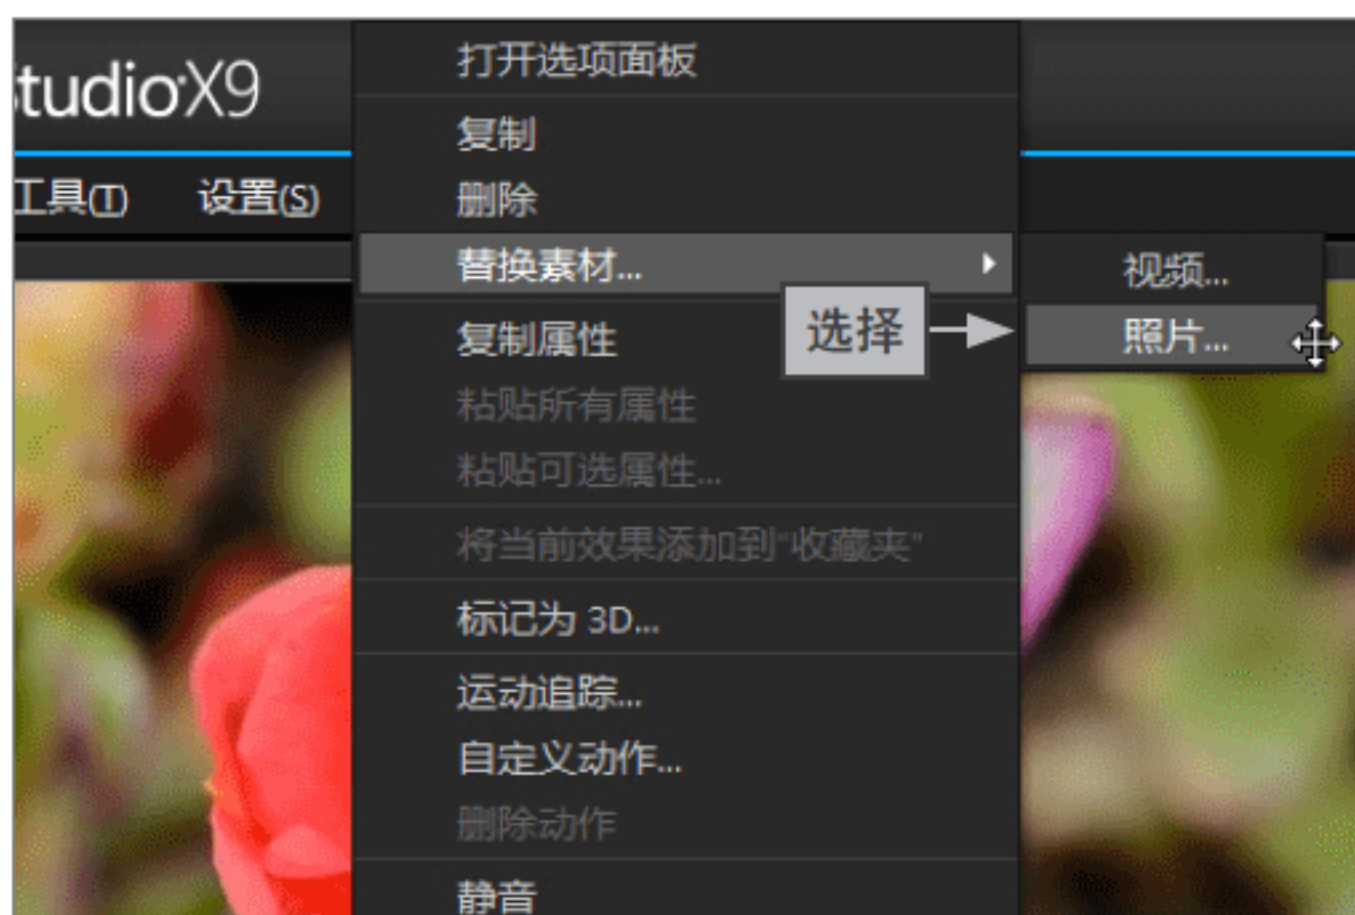 tudio X9
工具(T) 设置(S)
打开选项面板
复制
删除
替换素材...
复制属性
粘贴所有属性
粘贴可选属性...
将当前效果添加到"收藏夹"
标记为 3D...
运动追踪...
自定义动作...
删除动作
静音
选择
视频...
照片...